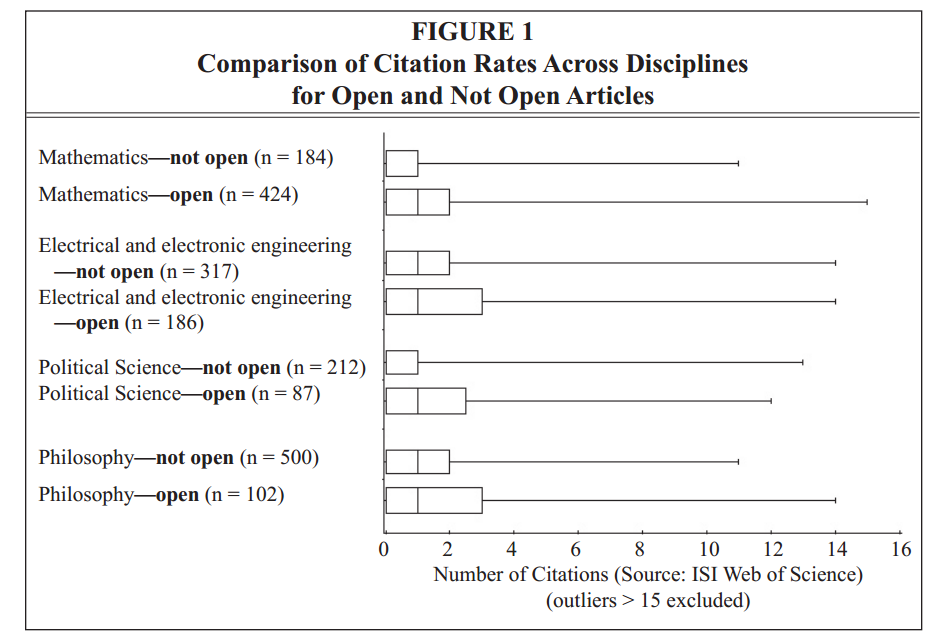 FIGURE 1
Comparison of Citation Rates Across Disciplines
for Open and Not Open Articles
Mathematics—not open (n = 184)
Mathematics—open (n = 424)
Electrical and electronic engineering
—not open (n = 317)
Electrical and electronic engineering
—open (n = 186)
Political Science—not open (n = 212)
Political Science—open (n = 87)
Philosophy—not open (n = 500)
Philosophy—open (n = 102)
0 2 4 6 8 10 12 14 16
Number of Citations (Source: ISI Web of Science)
(outliers > 15 excluded)